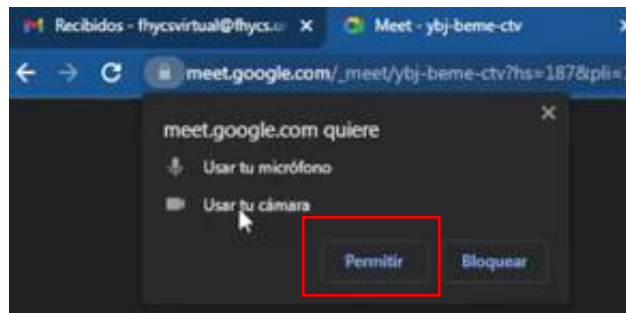 Recibidos - fhycsvirtual@fhycs.u
Meet - ybj-beme-ctv
meet.google.com/_meet/ybj-beme-ctv?hs=187&pli=
meet.google.com quiere
Usar tu micrófono
Usar tu cámara
Permitir Bloquear